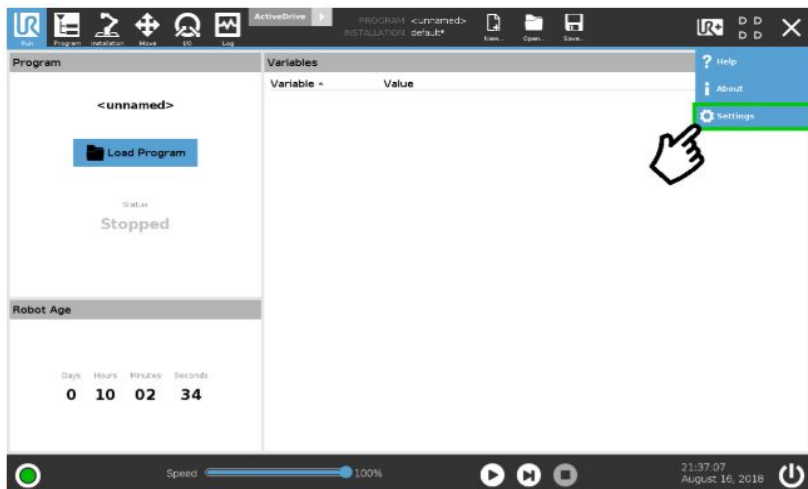 UR
ActiveDrive
PROGRAM <unnamed>
INSTALLATION default*
UR+
D D
D D
Run
Program
Installation
Move
I/O
Log
New...
Open...
Save...
Program
<unnamed>
Load Program
Status
Stopped
Variables
Variable
Value
? Help
i About
Settings
Robot Age
Days
Hours
Minutes
Seconds
0
10
02
34
Speed
100%
21:37:07
August 16, 2018